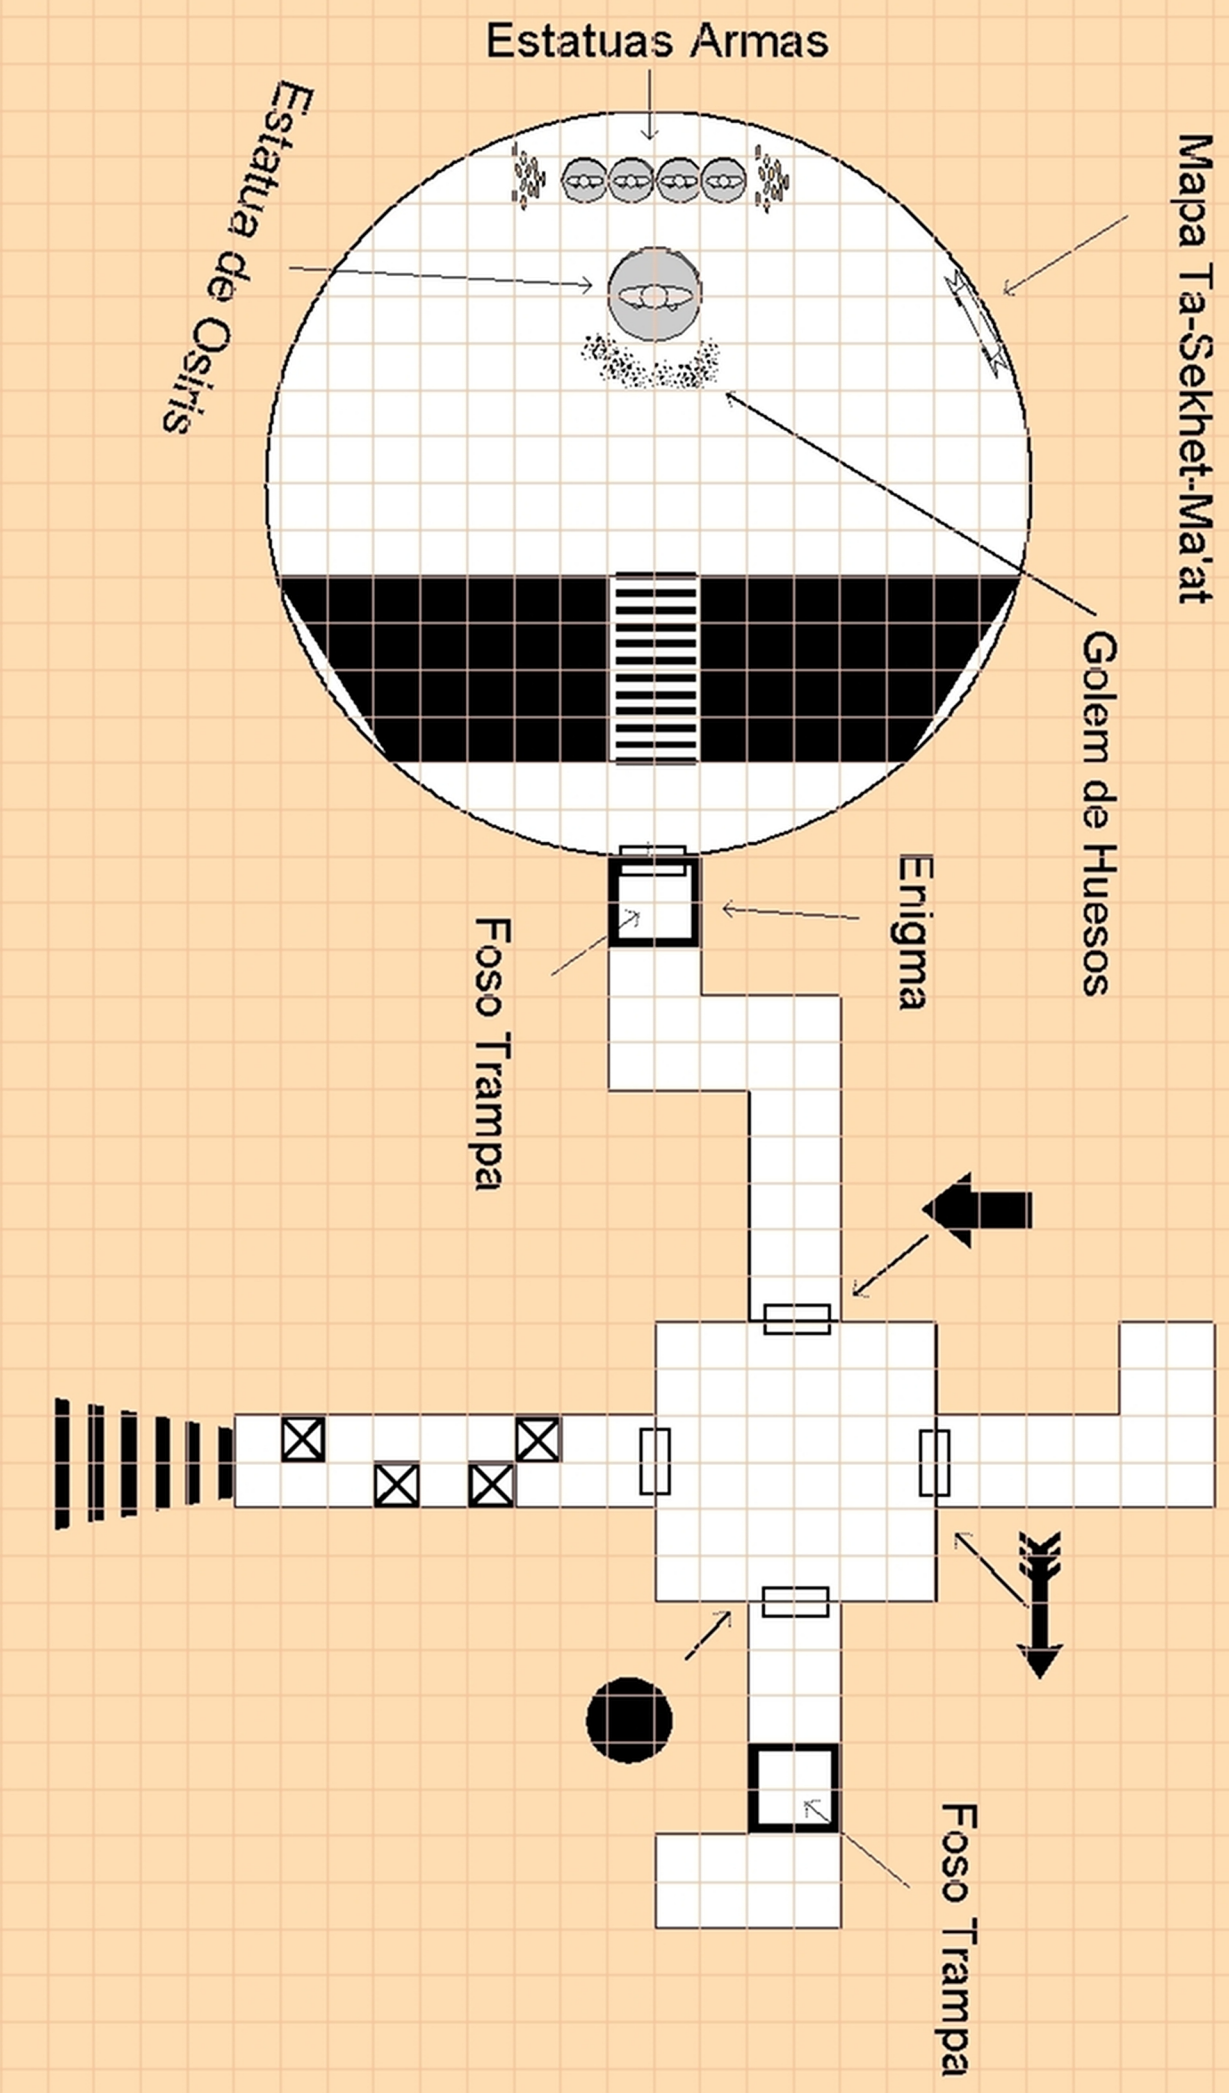 Estatuas Armas
Estatua de Osiris
Mapa Ta-Sekhet-Ma'at
Golem de Huesos
Enigma
Foso Trampa
Foso Trampa